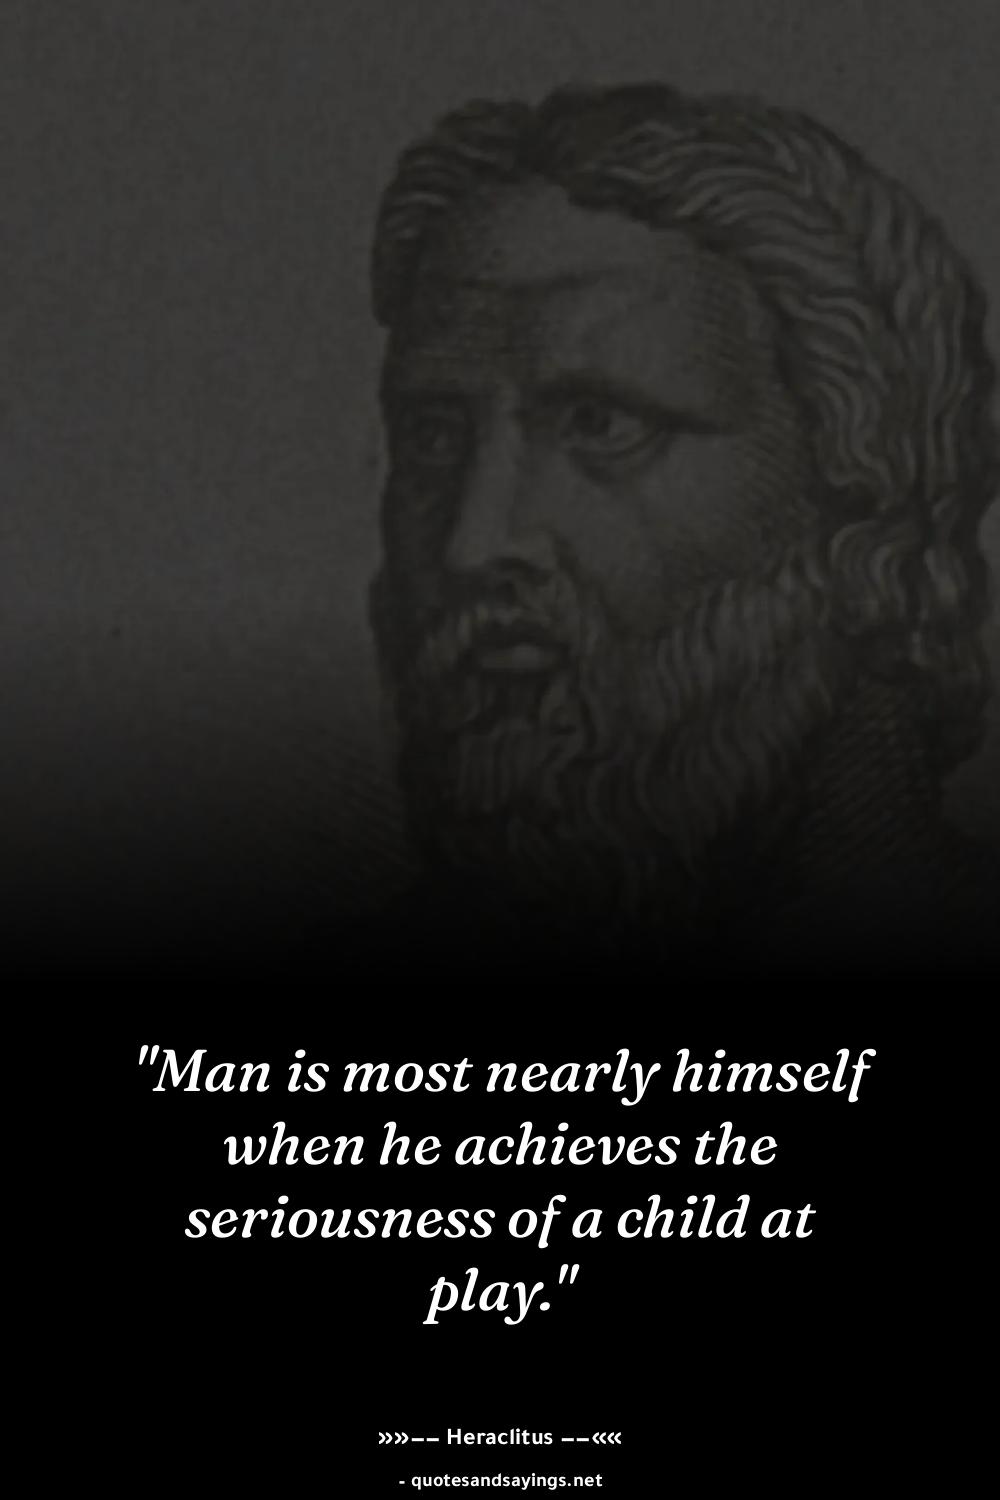 "Man is most nearly himself
when he achieves the
seriousness of a child at
play."
»»−− Heraclitus −−««
- quotesandsayings.net